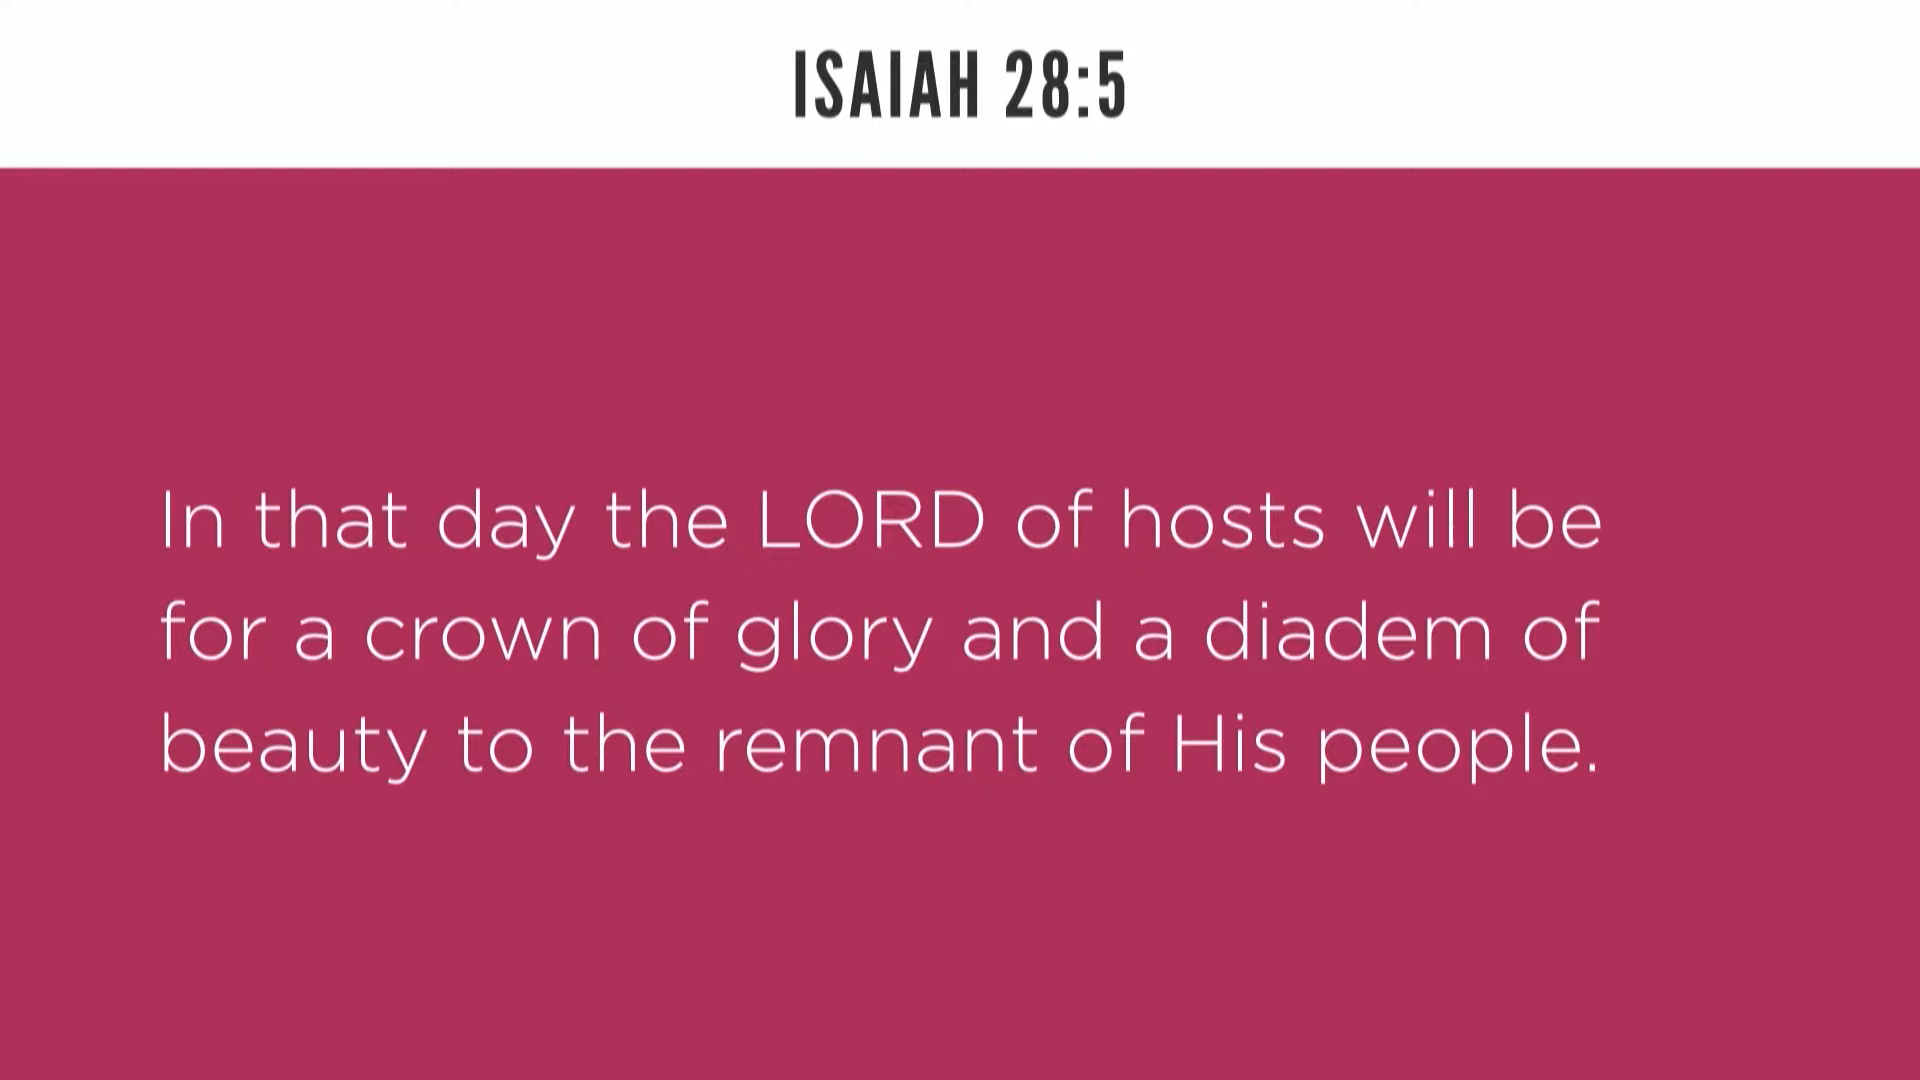 ISAIAH 28:5
In that day the LORD of hosts will be
for a crown of glory and a diadem of
beauty to the remnant of His people.